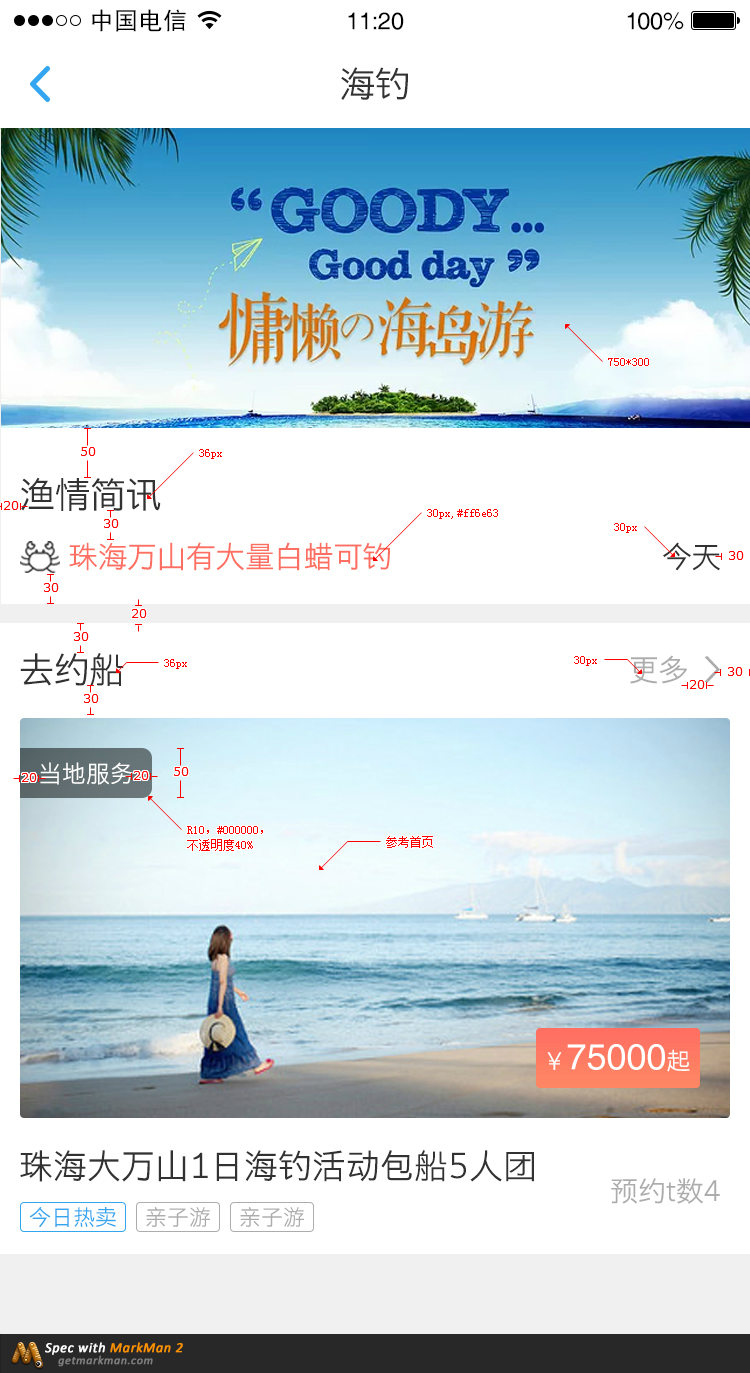 中国电信 11:20 100%
海钓
“GOODY...
Good day”
慵懒の海岛游
750*300
50
36px
渔情简讯
20
30
30px,#ff6e63
30px
珠海万山有大量白蜡可钓
今天
30
30
20
30
去约船
36px
30px
更多
30
20
30
当地服务
20
20
50
R10，#000000，
不透明度40%
参考首页
￥75000起
珠海大万山1日海钓活动包船5人团
预约t数4
今日热卖 亲子游 亲子游
Spec with MarkMan 2
getmarkman.com